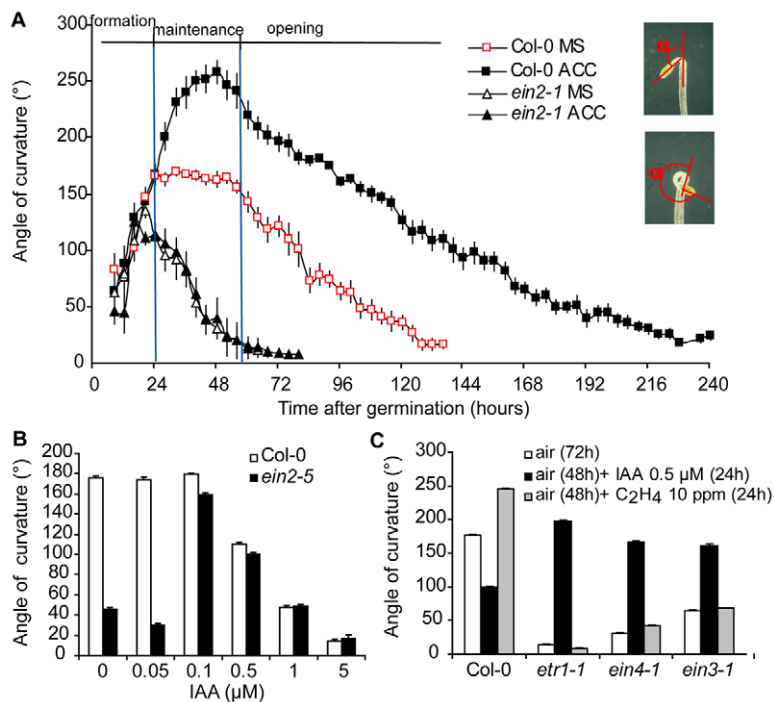 A
formation maintenance opening
Angle of curvature (°)
300
250
200
150
100
50
0
0 24 48 72 96 120 144 168 192 216 240
Time after germination (hours)
Col-0 MS
Col-0 ACC
ein2-1 MS
ein2-1 ACC
α
α
B
Angle of curvature (°)
200
180
160
140
120
100
80
60
40
20
0
Col-0
ein2-5
0 0.05 0.1 0.5 1 5
IAA (µM)
C
Angle of curvature (°)
300
250
200
150
100
50
0
air (72h)
air (48h)+ IAA 0.5 µM (24h)
air (48h)+ C2H4 10 ppm (24h)
Col-0 etr1-1 ein4-1 ein3-1